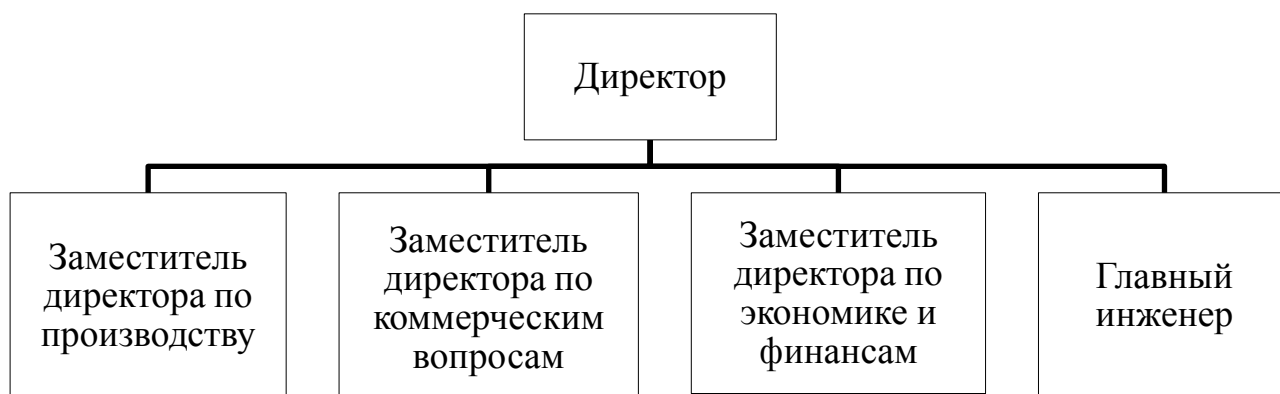 Директор
Заместитель
директора по
производству
Заместитель
директора по
коммерческим
вопросам
Заместитель
директора по
экономике и
финансам
Главный
инженер